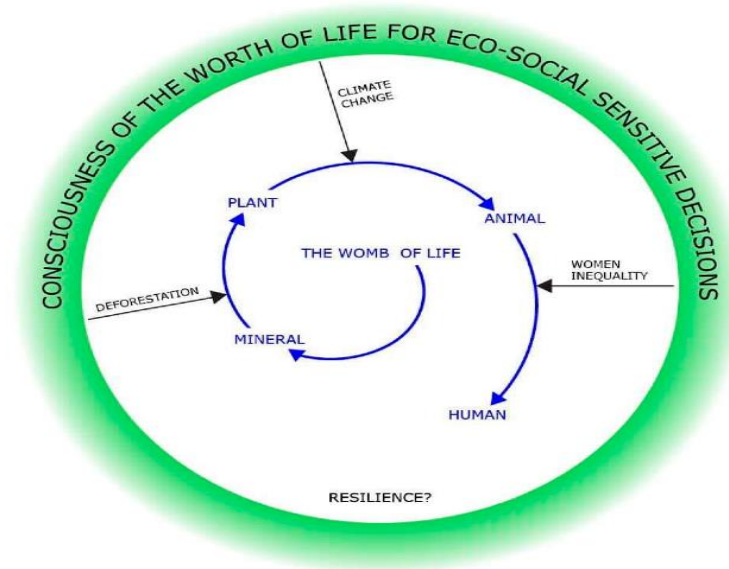 CONSCIOUSNESS OF THE WORTH OF LIFE FOR ECO-SOCIAL SENSITIVE DECISIONS
CLIMATE
CHANGE
PLANT
ANIMAL
THE WOMB OF LIFE
WOMEN
INEQUALITY
DEFORESTATION
MINERAL
HUMAN
RESILIENCE?